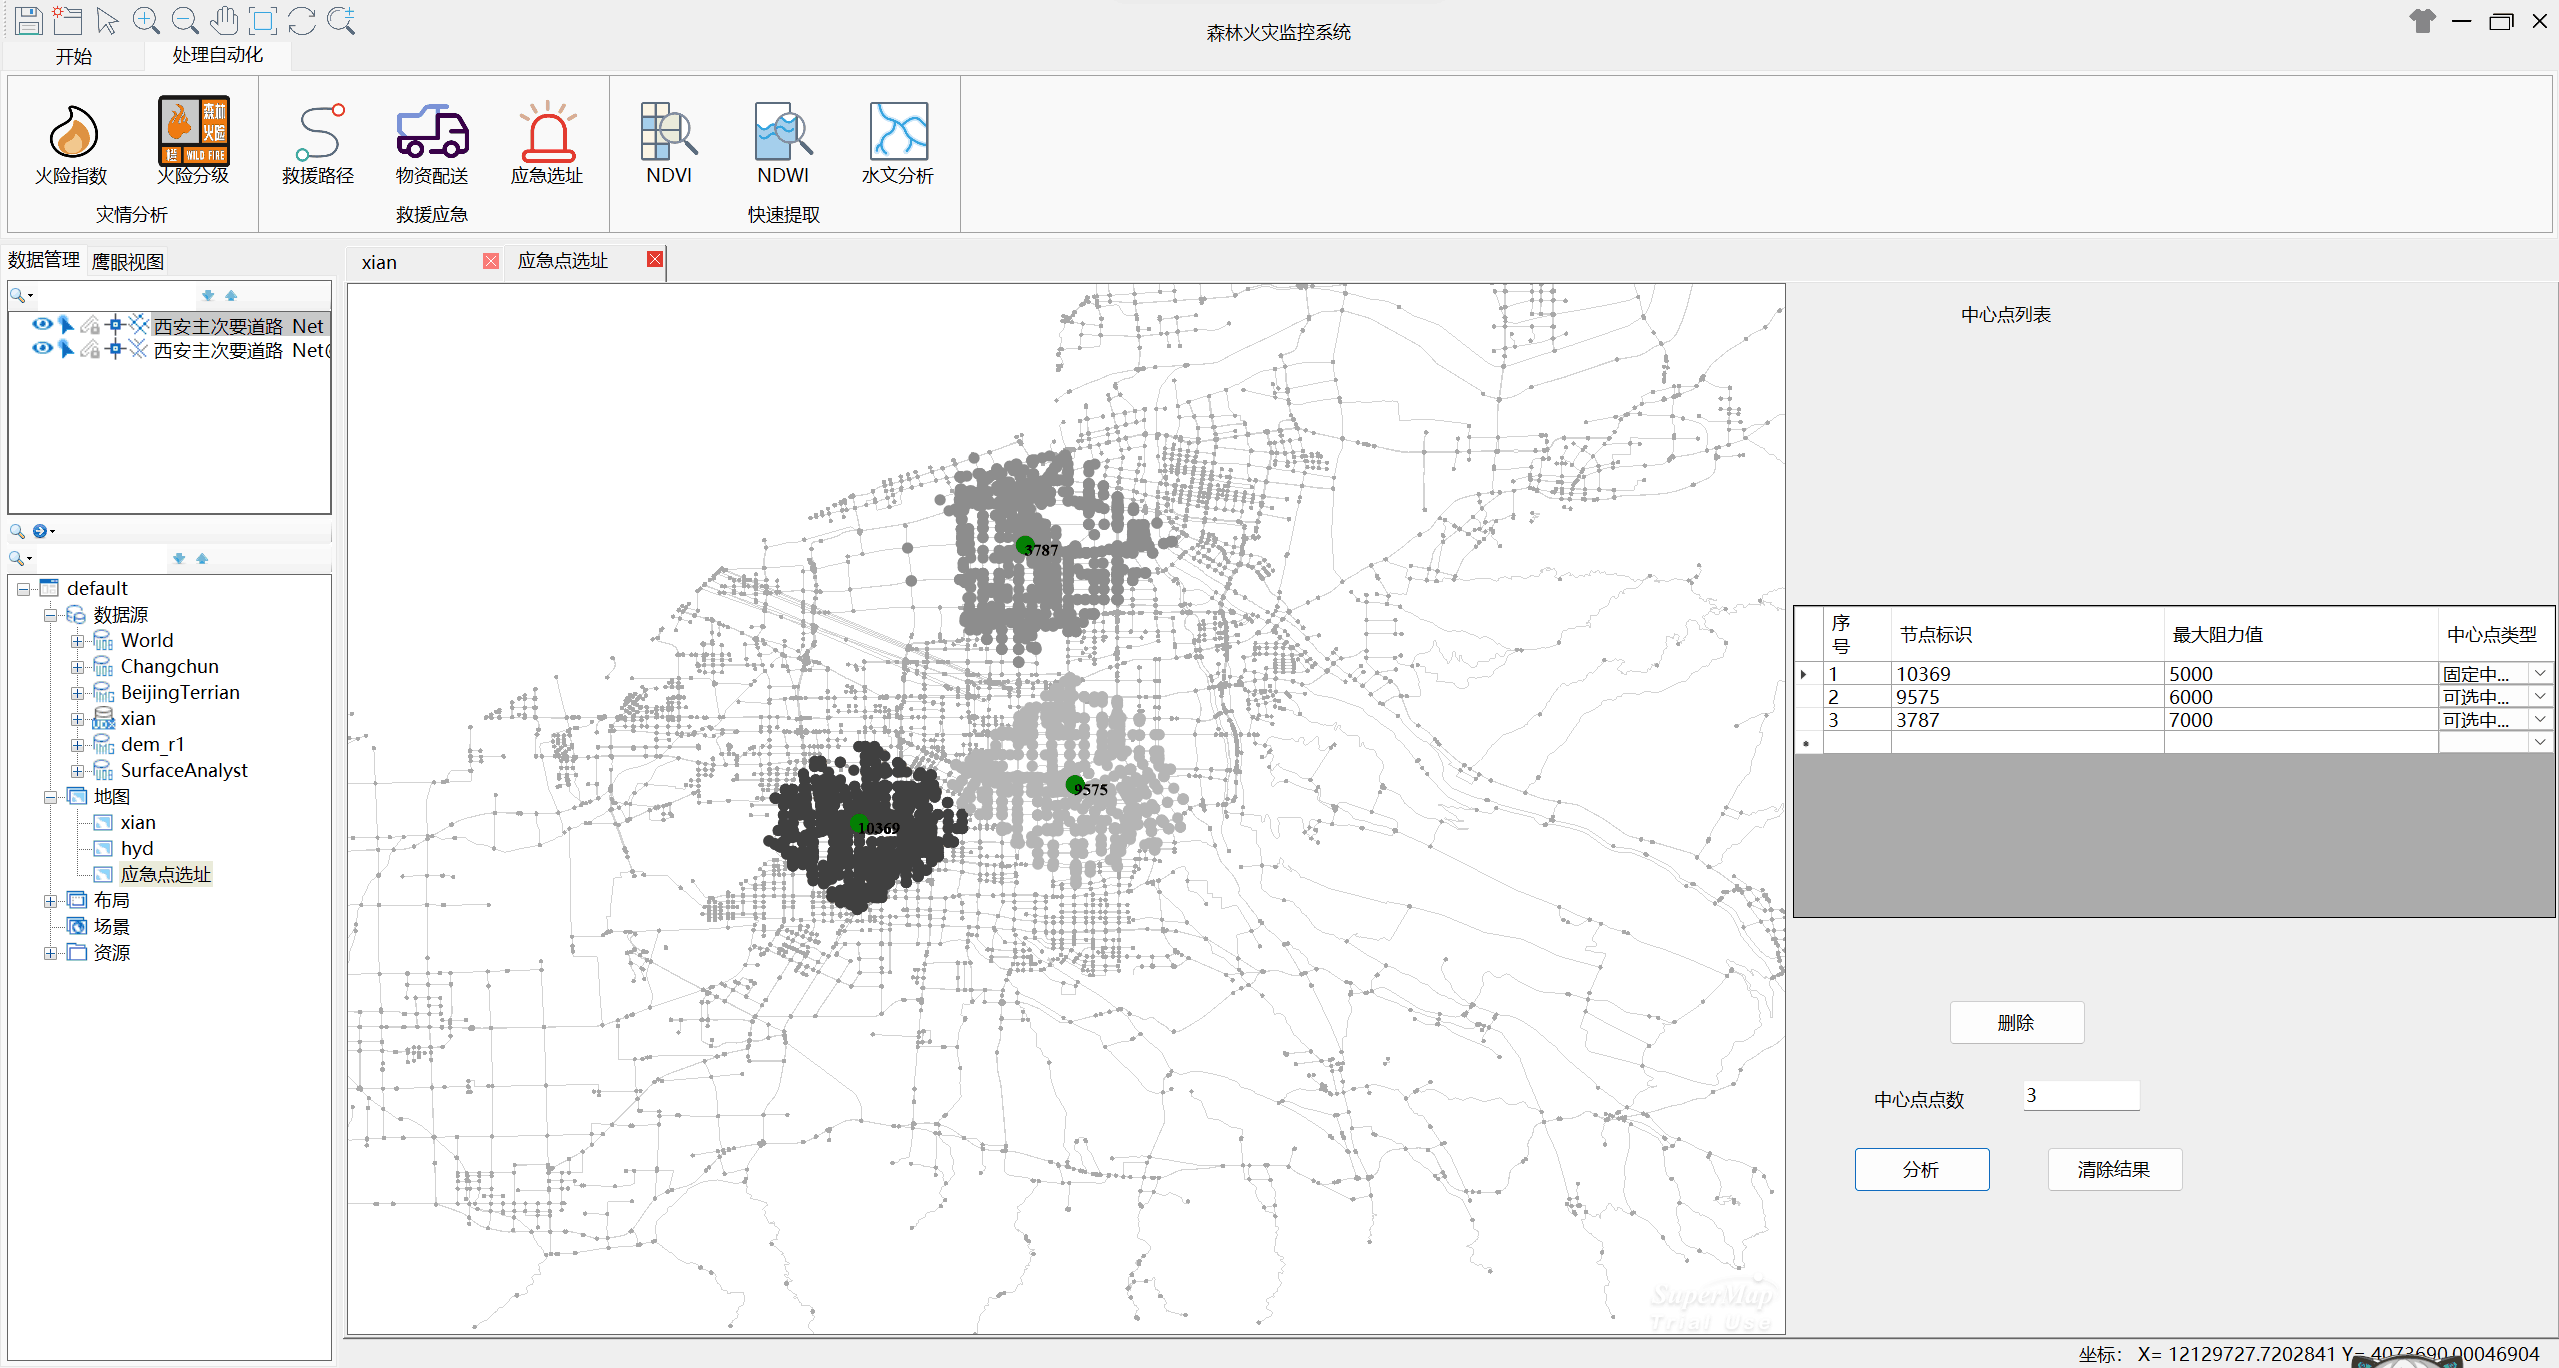 森林火灾监控系统
开始
处理自动化
森林
火险
橙 WILD FIRE
火险指数
火险分级
救援路径
物资配送
应急选址
NDVI
NDWI
水文分析
灾情分析
救援应急
快速提取
数据管理
鹰眼视图
xian
应急点选址
西安主次要道路_Net
西安主次要道路_Net@
default
数据源
World
Changchun
BeijingTerrian
xian
dem_r1
SurfaceAnalyst
地图
xian
hyd
应急点选址
布局
场景
资源
3787
9575
10369
SuperMap
Trial Use
中心点列表
序号 节点标识 最大阻力值 中心点类型
1 10369 5000 固定中...
2 9575 6000 可选中...
3 3787 7000 可选中...
删除
中心点点数 3
分析
清除结果
坐标： X= 12129727.7202841 Y= 4073690.00046904